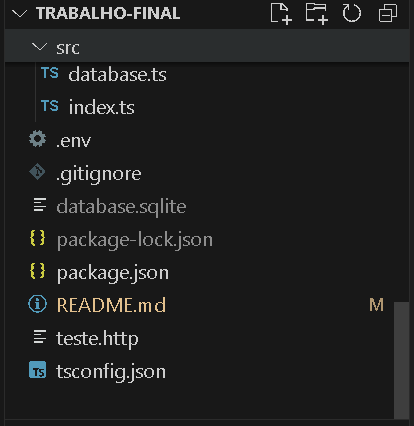 TRABALHO-FINAL
src
TS database.ts
TS index.ts
.env
.gitignore
database.sqlite
{} package-lock.json
{} package.json
README.md M
teste.http
TS tsconfig.json